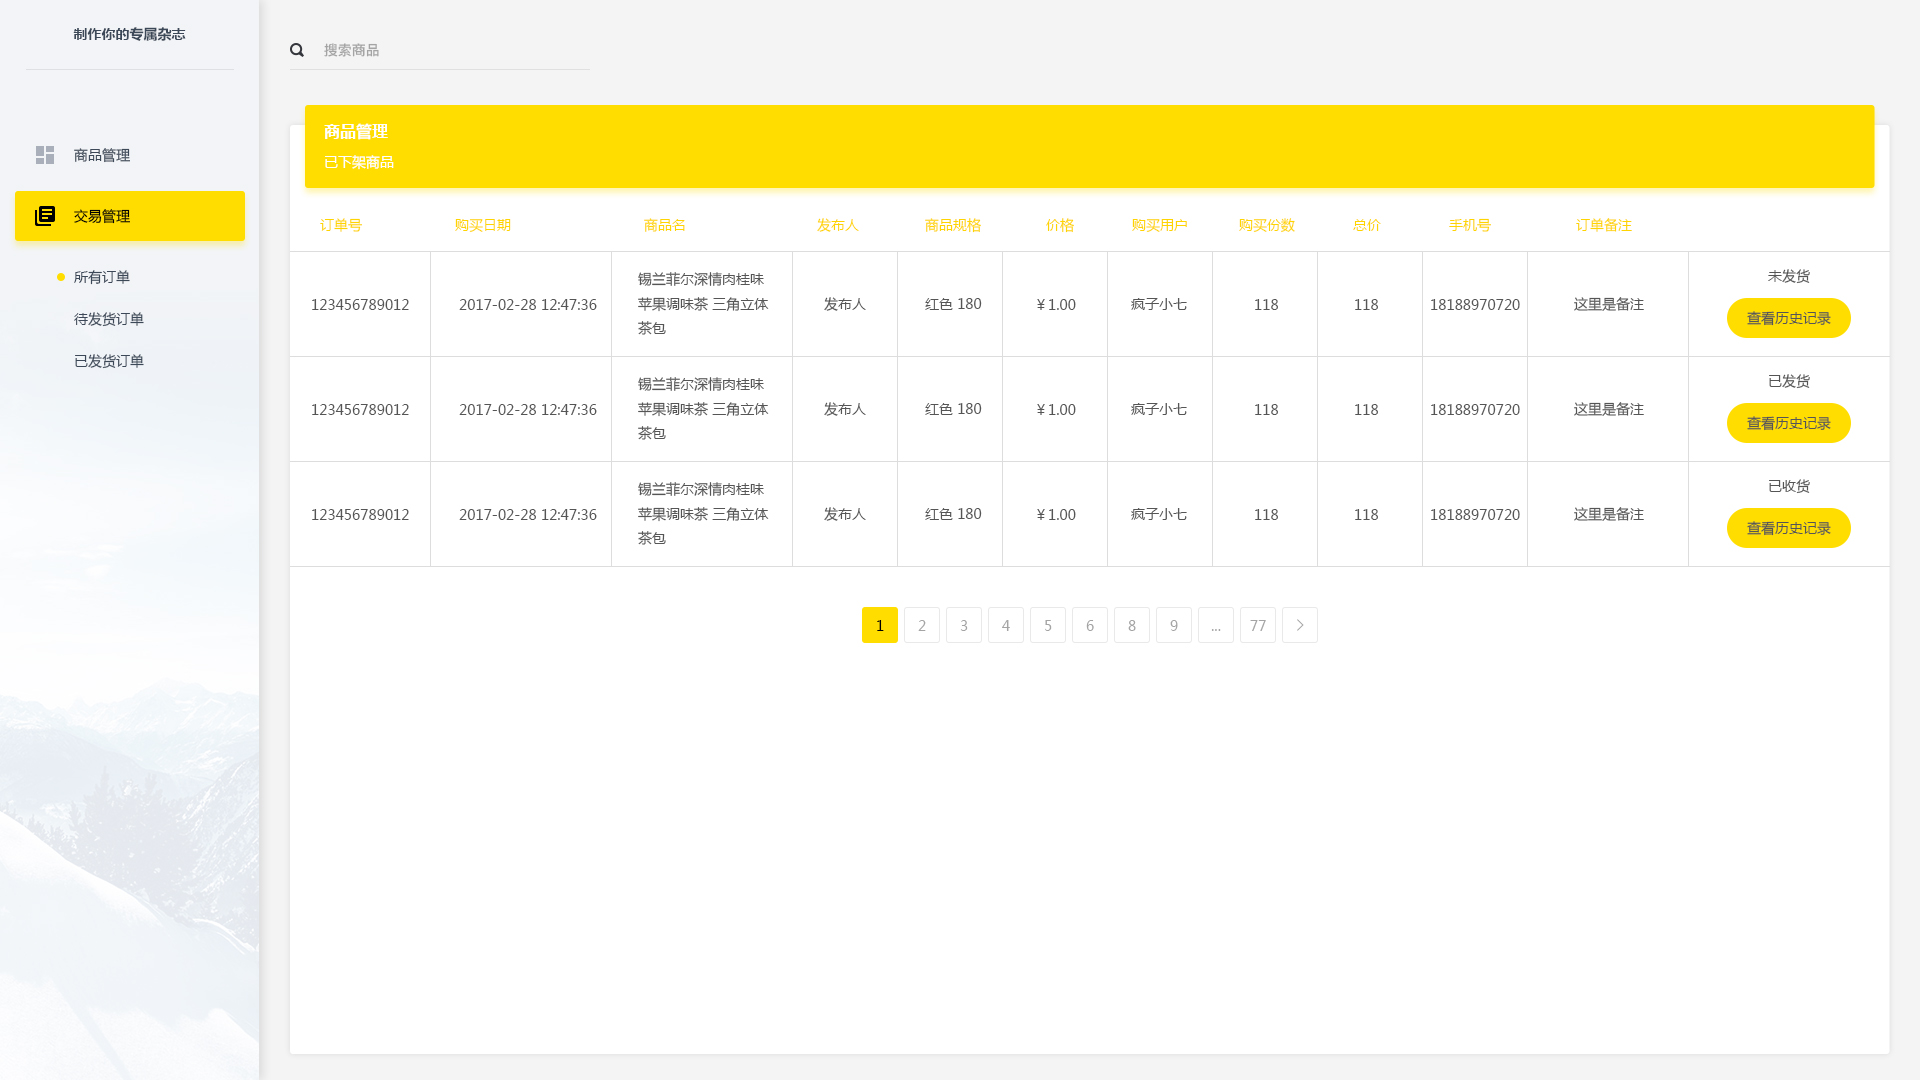 制作你的专属杂志
商品管理
交易管理
所有订单
待发货订单
已发货订单
搜索商品
商品管理
已下架商品
订单号 购买日期 商品名 发布人 商品规格 价格 购买用户 购买份数 总价 手机号 订单备注
123456789012 2017-02-28 12:47:36 锡兰菲尔深情肉桂味 苹果调味茶 三角立体 茶包 发布人 红色 180 ¥ 1.00 疯子小七 118 118 18188970720 这里是备注 未发货 查看历史记录
123456789012 2017-02-28 12:47:36 锡兰菲尔深情肉桂味 苹果调味茶 三角立体 茶包 发布人 红色 180 ¥ 1.00 疯子小七 118 118 18188970720 这里是备注 已发货 查看历史记录
123456789012 2017-02-28 12:47:36 锡兰菲尔深情肉桂味 苹果调味茶 三角立体 茶包 发布人 红色 180 ¥ 1.00 疯子小七 118 118 18188970720 这里是备注 已收货 查看历史记录
1 2 3 4 5 6 8 9 ... 77 >